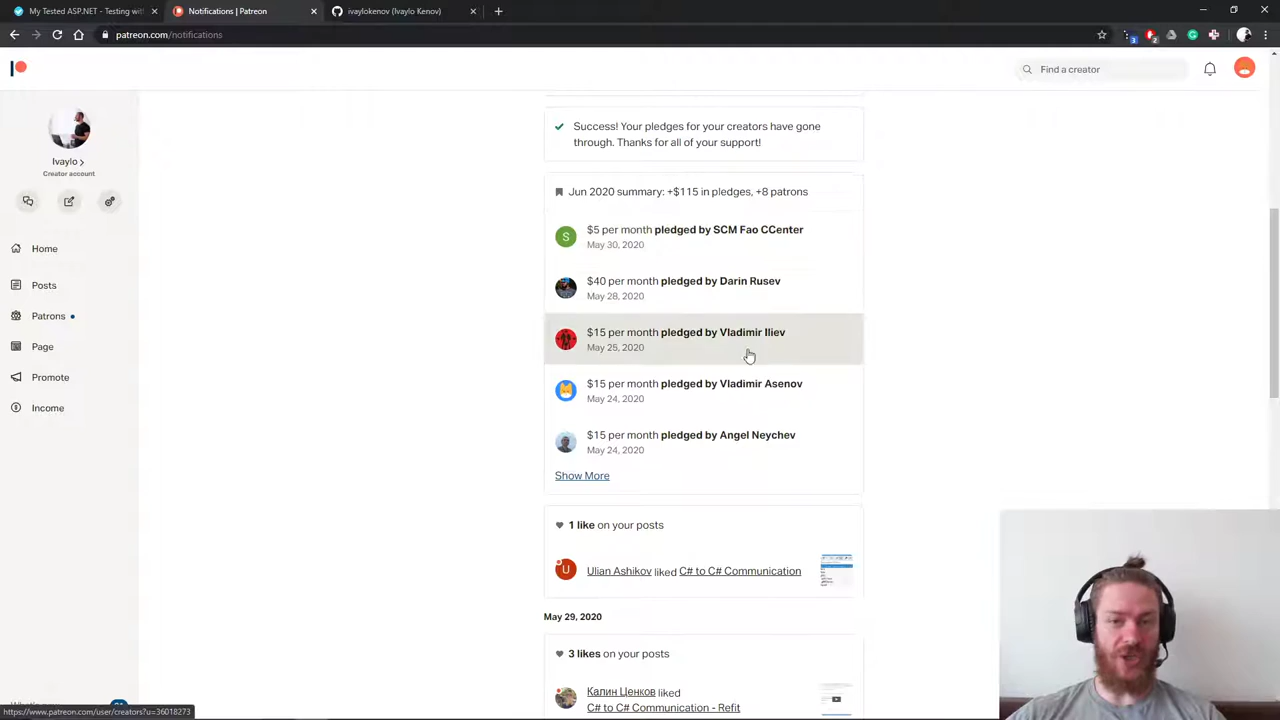 My Tested ASP.NET - Testing with
Notifications | Patreon
ivaylokenov (Ivaylo Kenov)
patreon.com/notifications
Find a creator
Ivaylo
Creator account
Home
Posts
Patrons
Page
Promote
Income
Success! Your pledges for your creators have gone
through. Thanks for all of your support!
Jun 2020 summary: +$115 in pledges, +8 patrons
S
$5 per month pledged by SCM Fao CCenter
May 30, 2020
$40 per month pledged by Darin Rusev
May 28, 2020
$15 per month pledged by Vladimir Iliev
May 25, 2020
$15 per month pledged by Vladimir Asenov
May 24, 2020
$15 per month pledged by Angel Neychev
May 24, 2020
Show More
1 like on your posts
U
Ulian Ashikov liked C# to C# Communication
May 29, 2020
3 likes on your posts
Калин Ценков liked
C# to C# Communication - Refit
https://www.patreon.com/user/creators?u=36018273